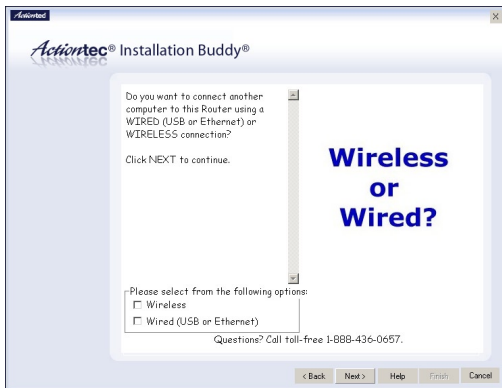 Actiontec
X
Actiontec® Installation Buddy®
Do you want to connect another
computer to this Router using a
WIRED (USB or Ethernet) or
WIRELESS connection?
Click NEXT to continue.
Wireless
or
Wired?
Please select from the following options:
Wireless
Wired (USB or Ethernet)
Questions? Call toll-free 1-888-436-0657.
< Back Next > Help Finish Cancel